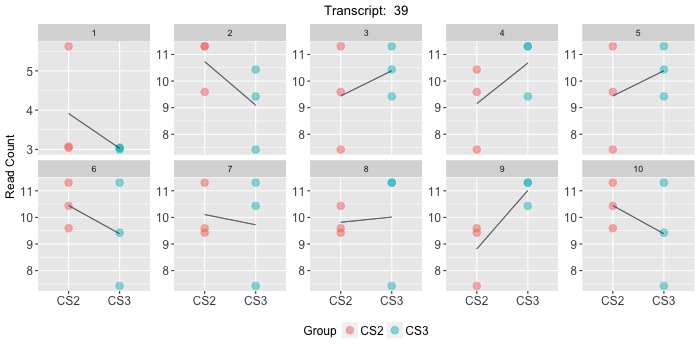 Transcript: 39
1 2 3 4 5
5 11 11 11 11
10 10 10 10
4 9 9 9 9
3 8 8 8 8
6 7 8 9 10
11 11 11 11 11
10 10 10 10 10
9 9 9 9 9
8 8 8 8 8
CS2 CS3 CS2 CS3 CS2 CS3 CS2 CS3 CS2 CS3
Read Count
Group CS2 CS3